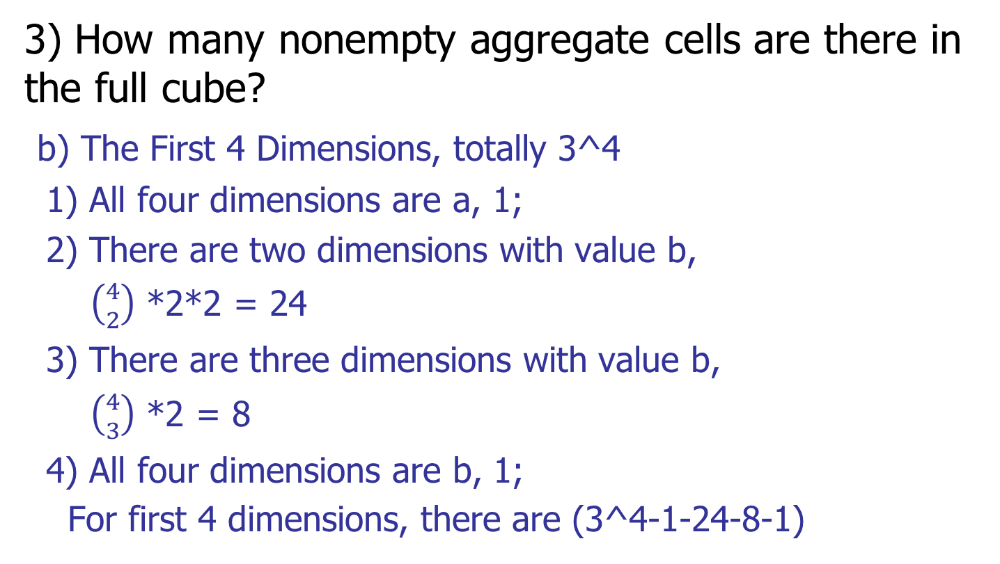 3) How many nonempty aggregate cells are there in
the full cube?
b) The First 4 Dimensions, totally 3^4
1) All four dimensions are a, 1;
2) There are two dimensions with value b,
(4 2) *2*2 = 24
3) There are three dimensions with value b,
(4 3) *2 = 8
4) All four dimensions are b, 1;
For first 4 dimensions, there are (3^4-1-24-8-1)